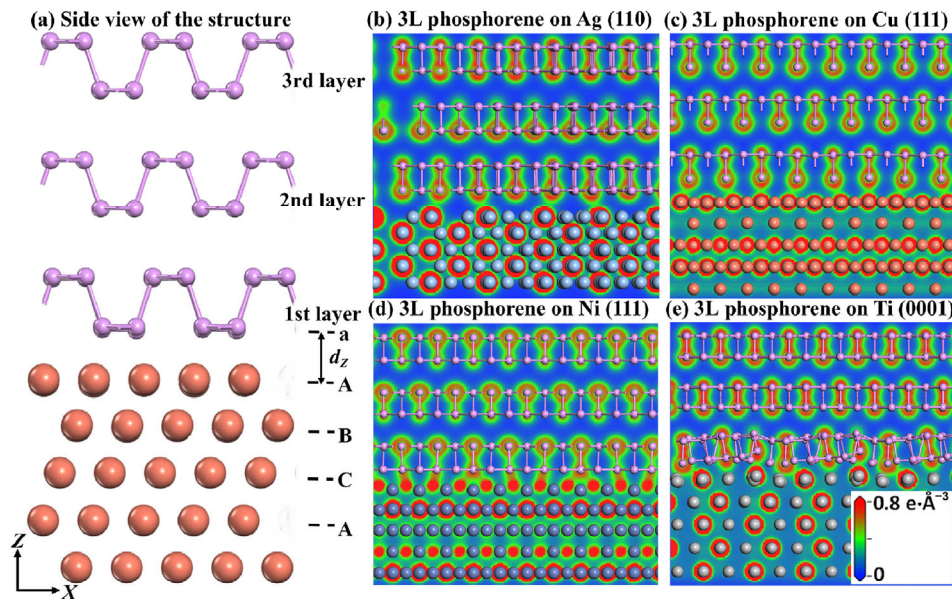 (a) Side view of the structure
3rd layer
2nd layer
1st layer
a
d_Z
A
B
C
A
Z
X
(b) 3L phosphorene on Ag (110)
(c) 3L phosphorene on Cu (111)
(d) 3L phosphorene on Ni (111)
(e) 3L phosphorene on Ti (0001)
0.8 e·Å⁻³
0